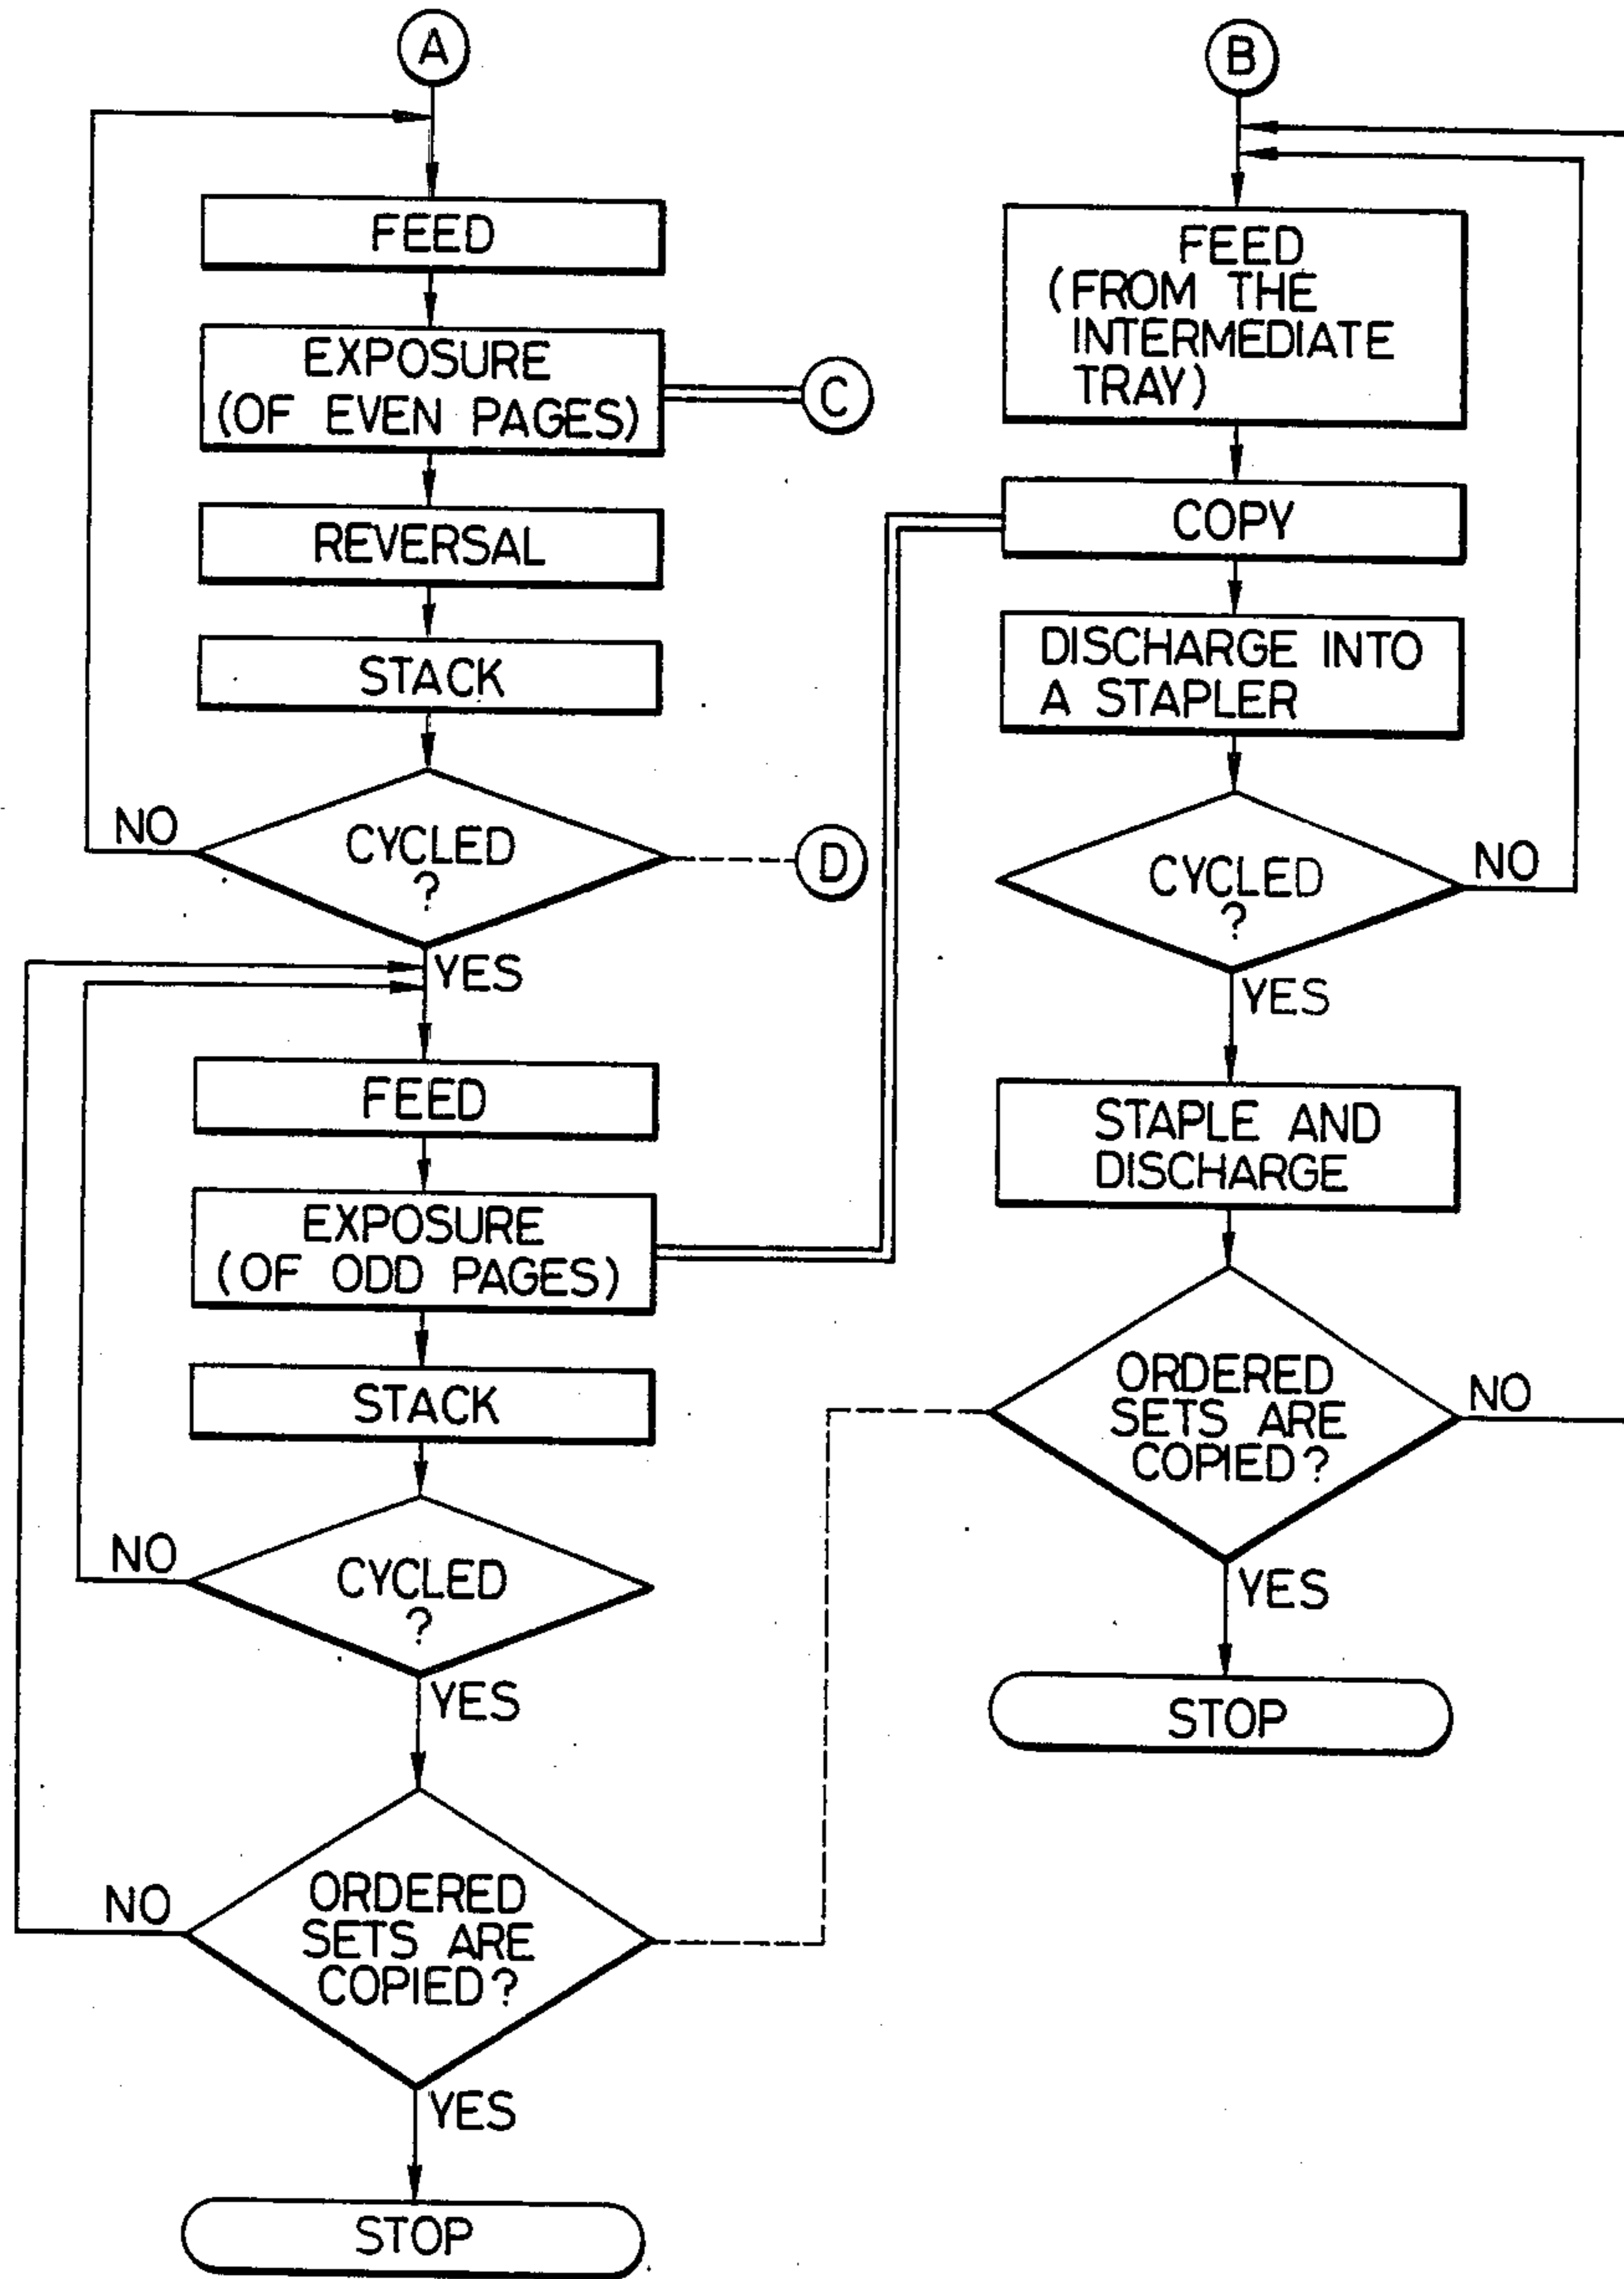 A
FEED
EXPOSURE
(OF EVEN PAGES)
C
REVERSAL
STACK
CYCLED
?
NO
D
YES
FEED
EXPOSURE
(OF ODD PAGES)
STACK
CYCLED
?
NO
YES
ORDERED
SETS ARE
COPIED?
NO
YES
STOP
B
FEED
(FROM THE
INTERMEDIATE
TRAY)
COPY
DISCHARGE INTO
A STAPLER
CYCLED
?
NO
YES
STAPLE AND
DISCHARGE
ORDERED
SETS ARE
COPIED?
NO
YES
STOP